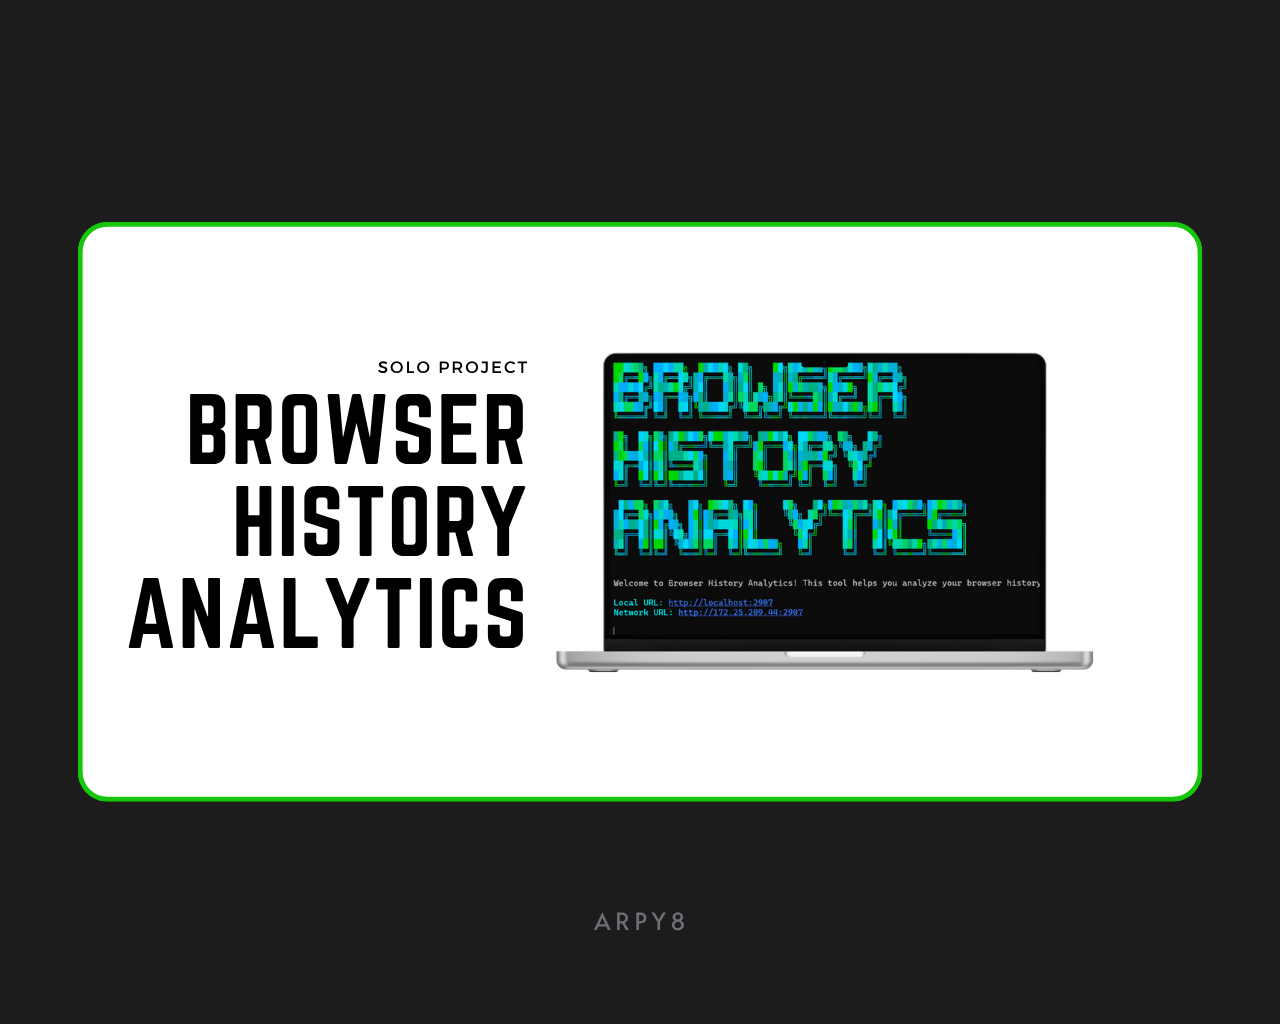 SOLO PROJECT
BROWSER
HISTORY
ANALYTICS
BROWSER
HISTORY
ANALYTICS
Welcome to Browser History Analytics! This tool helps you analyze your browser history
Local URL: http://localhost:2907
Network URL: http://172.25.209.44:2907
ARPY8